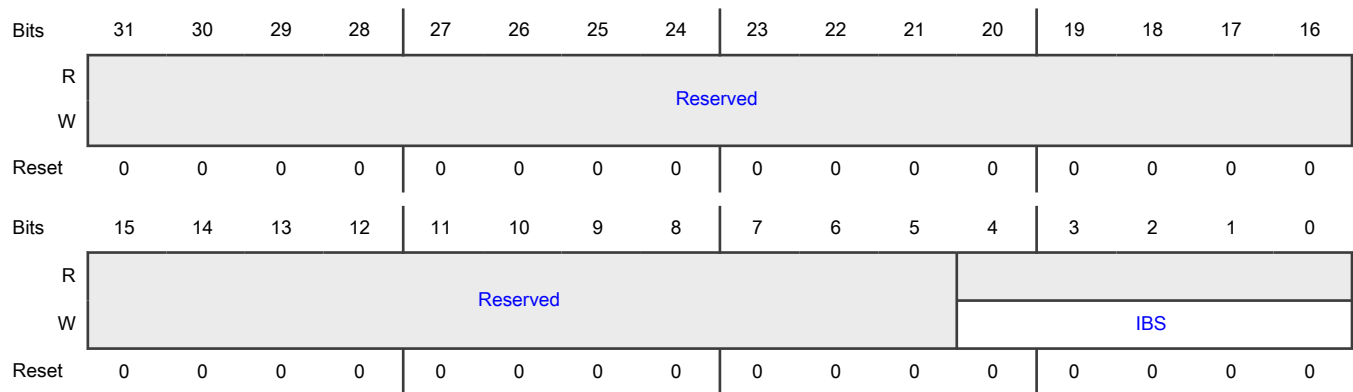 Bits 31 30 29 28 27 26 25 24 23 22 21 20 19 18 17 16
R
Reserved
W
Reset 0 0 0 0 0 0 0 0 0 0 0 0 0 0 0 0
Bits 15 14 13 12 11 10 9 8 7 6 5 4 3 2 1 0
R
Reserved
W IBS
Reset 0 0 0 0 0 0 0 0 0 0 0 0 0 0 0 0